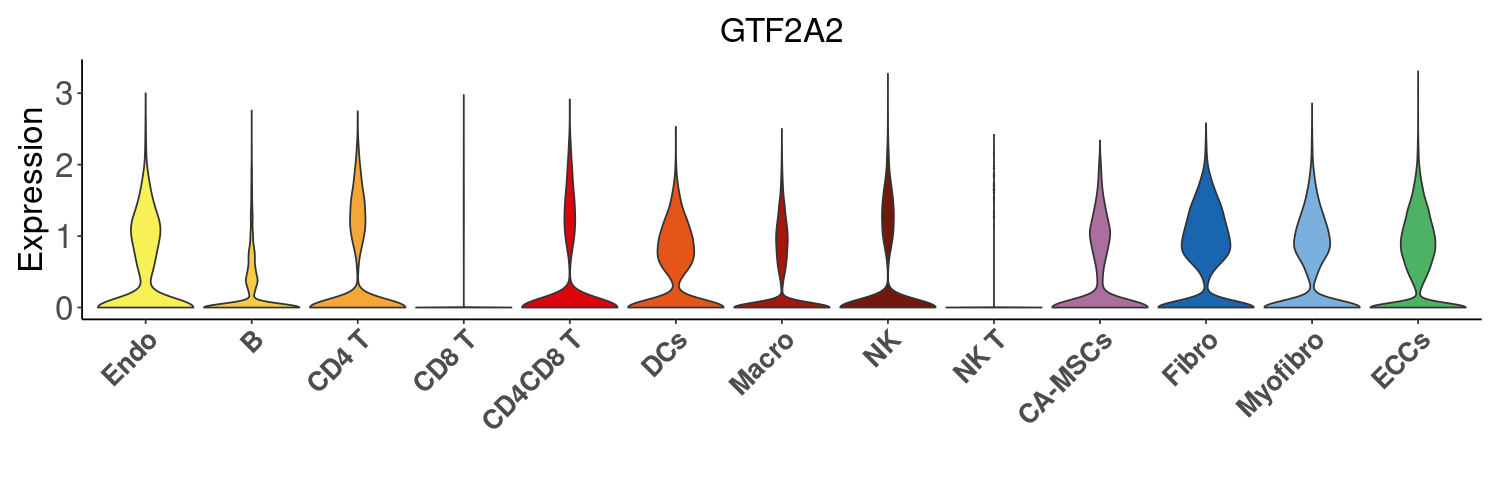 GTF2A2
Expression
3
2
1
0
Endo
B
CD4 T
CD8 T
CD4CD8 T
DCs
Macro
NK
NK T
CA-MSCs
Fibro
Myofibro
ECCs